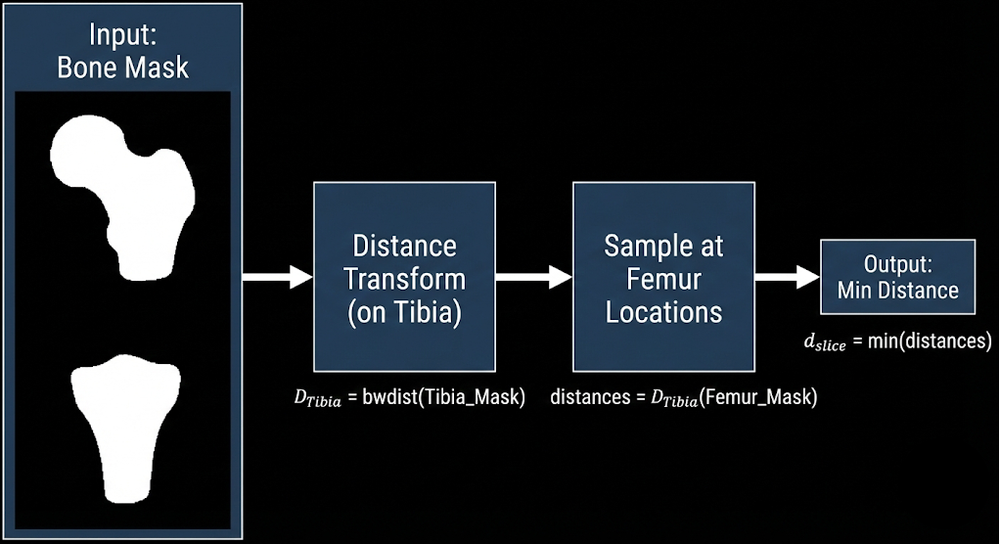 Input:
Bone Mask
Distance
Transform
(on Tibia)
D_Tibia = bwdist(Tibia_Mask)
Sample at
Femur
Locations
distances = D_Tibia(Femur_Mask)
Output:
Min Distance
d_slice = min(distances)